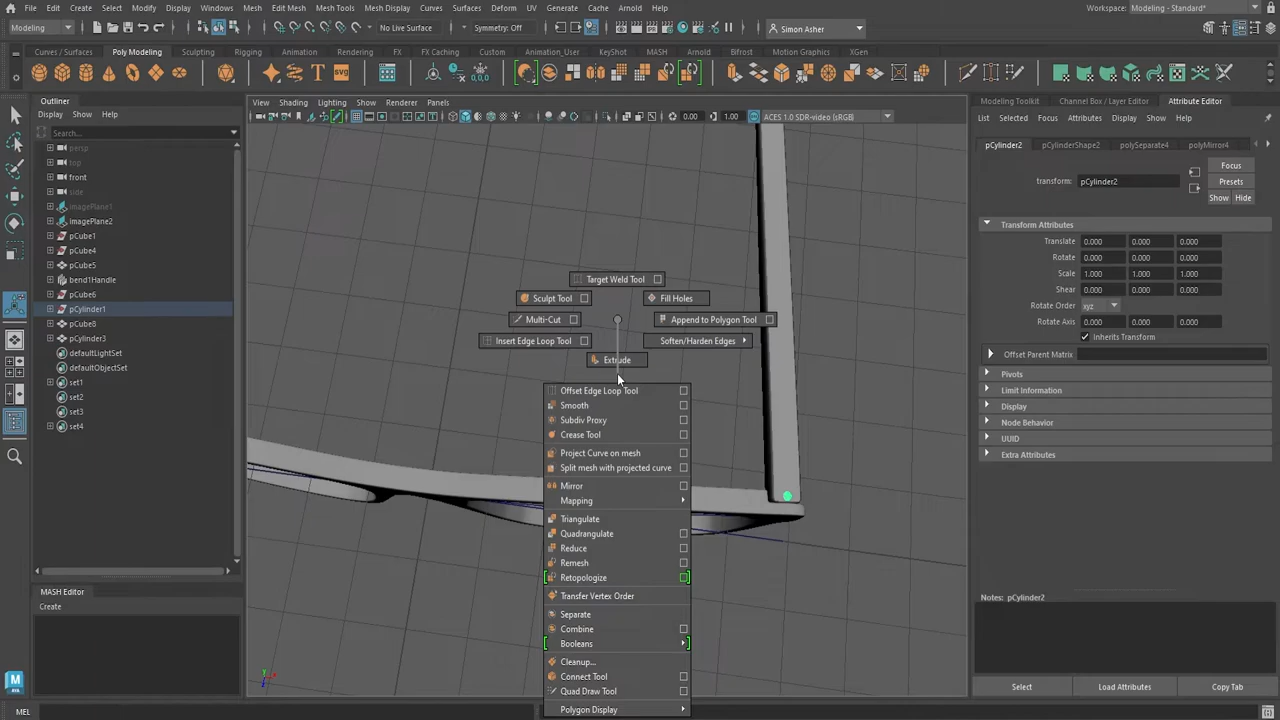 File Edit Create Select Modify Display Windows Mesh Edit Mesh Mesh Tools Mesh Display Curves Surfaces Deform UV Generate Cache Arnold Help
Workspace: Modeling - Standard*
Modeling No Live Surface Symmetry: Off Simon Asher
Curves / Surfaces Poly Modeling Sculpting Rigging Animation Rendering FX FX Caching Custom Animation_User KeyShot MASH Arnold Bifrost Motion Graphics XGen
Outliner
Display Show Help
Search...
persp
top
front
side
imagePlane1
imagePlane2
pCube1
pCube4
pCube5
bend1Handle
pCube6
pCylinder1
pCube8
pCylinder3
defaultLightSet
defaultObjectSet
set1
set2
set3
set4
MASH Editor
Create
View Shading Lighting Show Renderer Panels
0.00 1.00 ACES 1.0 SDR-video (sRGB)
Target Weld Tool
Sculpt Tool Fill Holes
Multi-Cut Append to Polygon Tool
Insert Edge Loop Tool Soften/Harden Edges
Extrude
Offset Edge Loop Tool
Smooth
Subdiv Proxy
Crease Tool
Project Curve on mesh
Split mesh with projected curve
Mirror
Mapping
Triangulate
Quadrangulate
Reduce
Remesh
Retopologize
Transfer Vertex Order
Separate
Combine
Booleans
Cleanup...
Connect Tool
Quad Draw Tool
Polygon Display
Modeling Toolkit Channel Box / Layer Editor Attribute Editor
List Selected Focus Attributes Display Show Help
pCylinder2 pCylinderShape2 polySeparate4 polyMirror4
Focus
transform: pCylinder2 Presets
Show Hide
Transform Attributes
Translate 0.000 0.000 0.000
Rotate 0.000 0.000 0.000
Scale 1.000 1.000 1.000
Shear 0.000 0.000 0.000
Rotate Order xyz
Rotate Axis 0.000 0.000 0.000
Inherits Transform
Offset Parent Matrix
Pivots
Limit Information
Display
Node Behavior
UUID
Extra Attributes
Notes: pCylinder2
Select Load Attributes Copy Tab
MEL